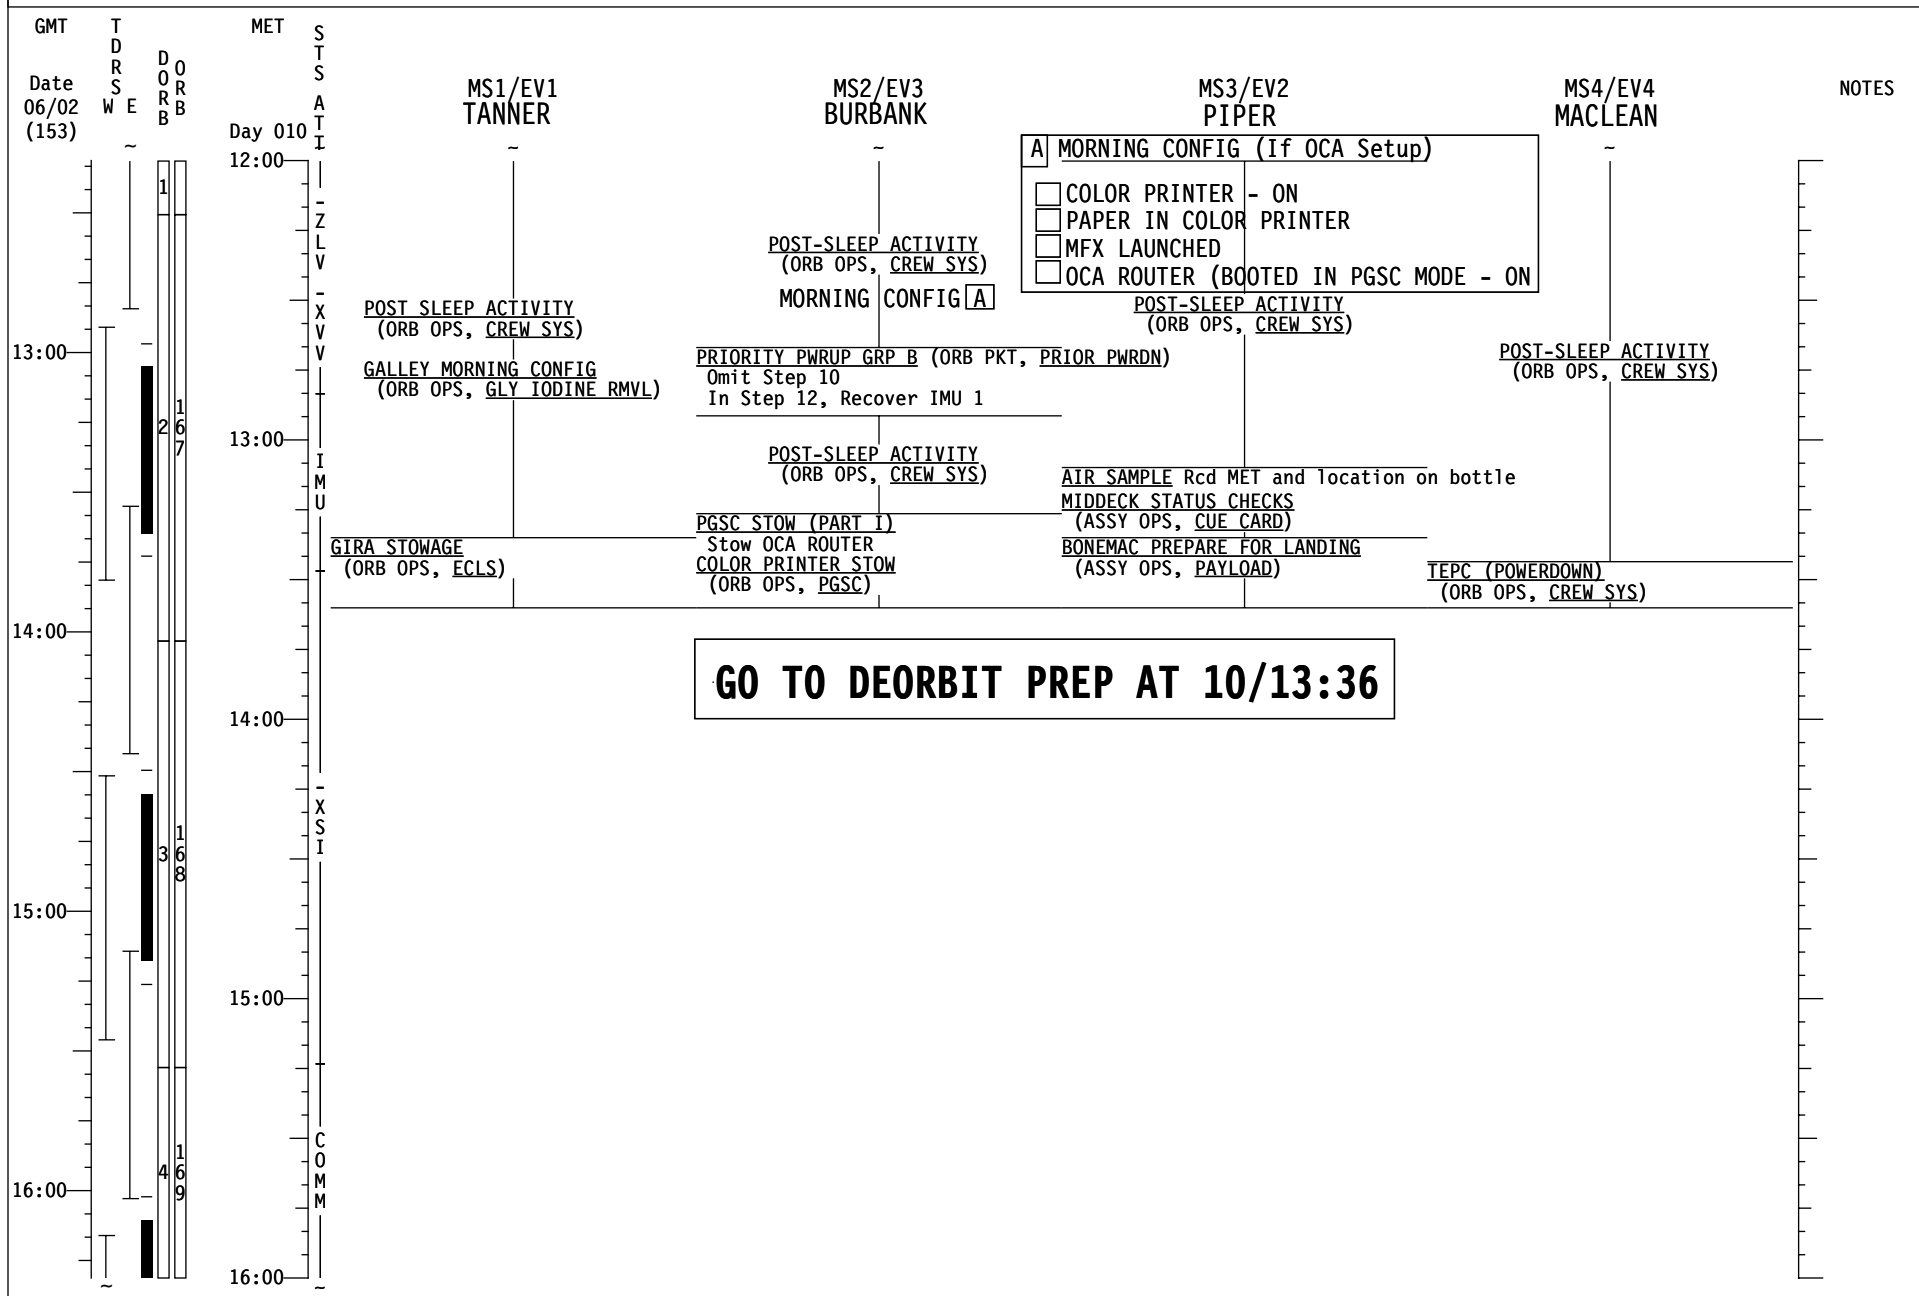 GMT
TDRS
W E
DORB
ORB
MET
STS ATT
Date
06/02
(153)
Day 010
MS1/EV1
TANNER
MS2/EV3
BURBANK
MS3/EV2
PIPER
MS4/EV4
MACLEAN
NOTES
~
~
~
~
12:00
13:00
14:00
15:00
16:00
13:00
14:00
15:00
16:00
1
2
3
4
167
168
169
-ZLV
-XVV
IMU
-XSI
COMM
~
~
POST SLEEP ACTIVITY
(ORB OPS, CREW SYS)
GALLEY MORNING CONFIG
(ORB OPS, GLY IODINE RMVL)
GIRA STOWAGE
(ORB OPS, ECLS)
POST-SLEEP ACTIVITY
(ORB OPS, CREW SYS)
MORNING CONFIG A
PRIORITY PWRUP GRP B (ORB PKT, PRIOR PWRDN)
Omit Step 10
In Step 12, Recover IMU 1
POST-SLEEP ACTIVITY
(ORB OPS, CREW SYS)
PGSC STOW (PART I)
Stow OCA ROUTER
COLOR PRINTER STOW
(ORB OPS, PGSC)
A MORNING CONFIG (If OCA Setup)
COLOR PRINTER - ON
PAPER IN COLOR PRINTER
MFX LAUNCHED
OCA ROUTER (BOOTED IN PGSC MODE - ON
POST-SLEEP ACTIVITY
(ORB OPS, CREW SYS)
AIR SAMPLE Rcd MET and location on bottle
MIDDECK STATUS CHECKS
(ASSY OPS, CUE CARD)
BONEMAC PREPARE FOR LANDING
(ASSY OPS, PAYLOAD)
POST-SLEEP ACTIVITY
(ORB OPS, CREW SYS)
TEPC (POWERDOWN)
(ORB OPS, CREW SYS)
GO TO DEORBIT PREP AT 10/13:36